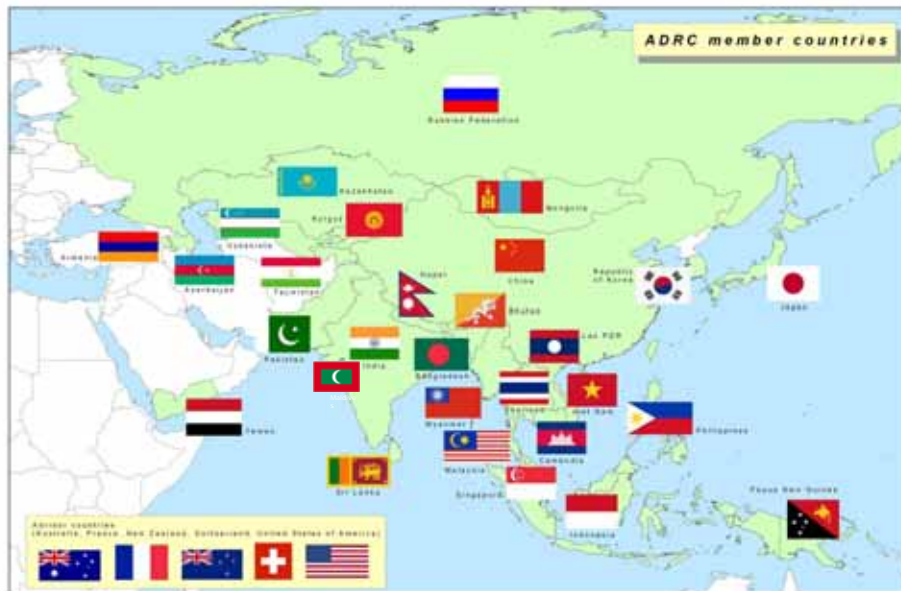 ADRC member countries
Russian Federation
Kazakhstan
Mongolia
Kyrgyz
Uzbekistan
Armenia
China
Republic
of Korea
Nepal
Azerbaijan
Tajikistan
Japan
Bhutan
Lao PDR
Pakistan
India
Bangladesh
Thailand
Viet Nam
Myanmar
Yemen
Philippines
Cambodia
Malaysia
Sri Lanka
Singapore
Papua New Guinea
Indonesia
Advisor countries
(Australia, France, New Zealand, Switzerland, United States of America)